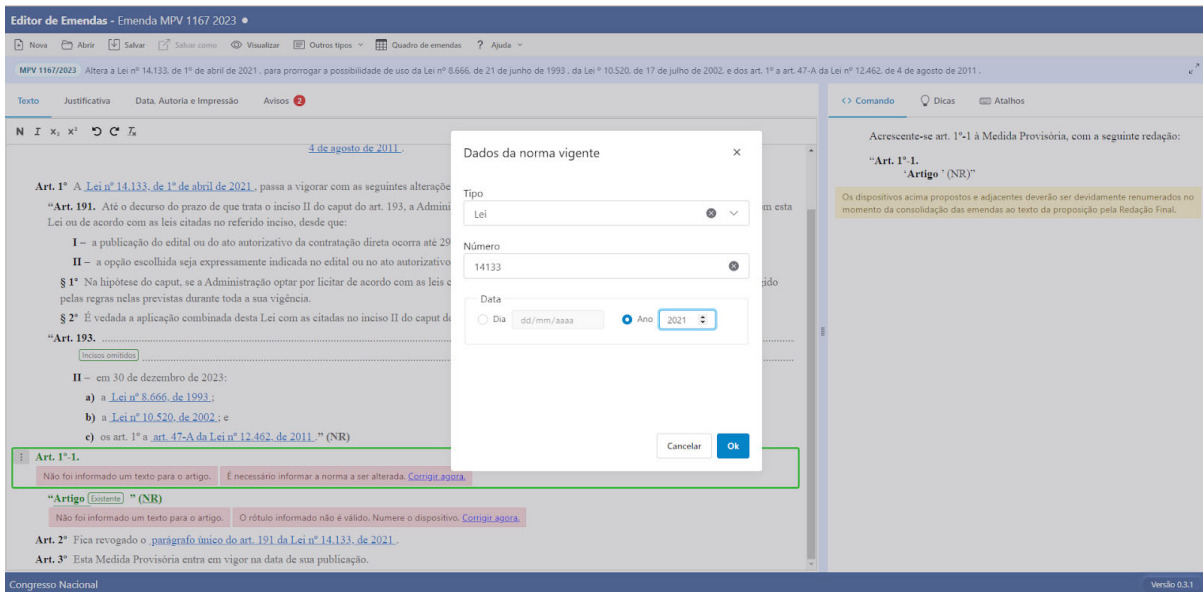 Editor de Emendas - Emenda MPV 1167 2023 ●
Nova Abrir Salvar Salvar como Visualizar Outros tipos Quadro de emendas ? Ajuda
MPV 1167/2023 Altera a Lei nº 14.133, de 1º de abril de 2021 , para prorrogar a possibilidade de uso da Lei nº 8.666, de 21 de junho de 1993 , da Lei º 10.520, de 17 de julho de 2002, e dos art. 1º a art. 47-A da Lei nº 12.462, de 4 de agosto de 2011 .
Texto Justificativa Data, Autoria e Impressão Avisos 2
<> Comando Dicas Atalhos
N I x₂ x²
4 de agosto de 2011 .
Art. 1º A Lei nº 14.133, de 1º de abril de 2021 , passa a vigorar com as seguintes alteraçõe
“Art. 191. Até o decurso do prazo de que trata o inciso II do caput do art. 193, a Admini
m esta
Lei ou de acordo com as leis citadas no referido inciso, desde que:
I – a publicação do edital ou do ato autorizativo da contratação direta ocorra até 29
II – a opção escolhida seja expressamente indicada no edital ou no ato autorizativo
§ 1º Na hipótese do caput, se a Administração optar por licitar de acordo com as leis c
ido
pelas regras nelas previstas durante toda a sua vigência.
§ 2º É vedada a aplicação combinada desta Lei com as citadas no inciso II do caput do
“Art. 193.
Incisos omitidos
II – em 30 de dezembro de 2023:
a) a Lei nº 8.666, de 1993 ;
b) a Lei nº 10.520, de 2002 ; e
c) os art. 1º a art. 47-A da Lei nº 12.462, de 2011 .” (NR)
Art. 1º-1.
Não foi informado um texto para o artigo. É necessário informar a norma a ser alterada. Corrigir agora.
“Artigo Existente ” (NR)
Não foi informado um texto para o artigo. O rótulo informado não é válido. Numere o dispositivo. Corrigir agora.
Art. 2º Fica revogado o parágrafo único do art. 191 da Lei nº 14.133, de 2021 .
Art. 3º Esta Medida Provisória entra em vigor na data de sua publicação.
Dados da norma vigente ×
Tipo
Lei
Número
14133
Data
Dia dd/mm/aaaa Ano 2021
Cancelar Ok
Acrescente-se art. 1º-1 à Medida Provisória, com a seguinte redação:
“Art. 1º-1.
‘Artigo ’ (NR)”
Os dispositivos acima propostos e adjacentes deverão ser devidamente renumerados no
momento da consolidação das emendas ao texto da proposição pela Redação Final.
Congresso Nacional
Versão 0.3.1